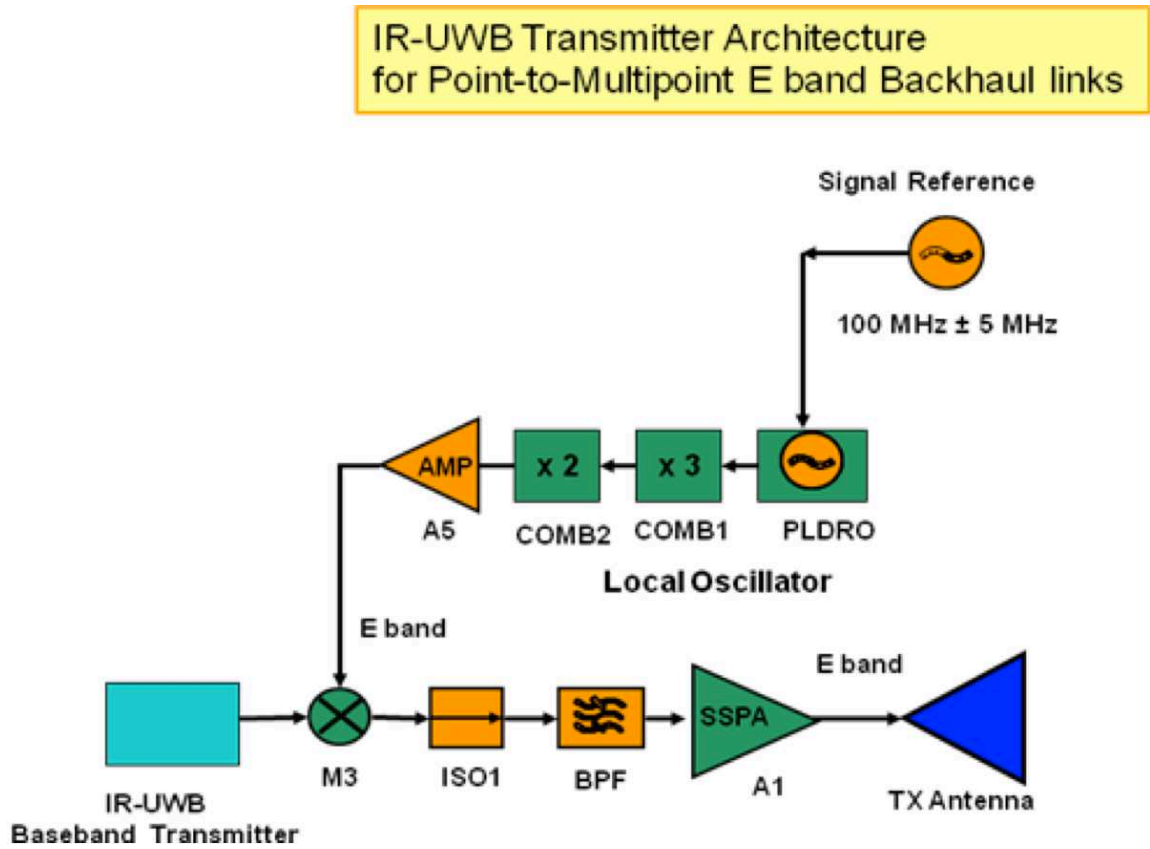 IR-UWB Transmitter Architecture
for Point-to-Multipoint E band Backhaul links
Signal Reference
100 MHz ± 5 MHz
AMP
x 2
x 3
A5
COMB2
COMB1
PLDRO
Local Oscillator
E band
E band
SSPA
M3
ISO1
BPF
A1
TX Antenna
IR-UWB
Baseband Transmitter